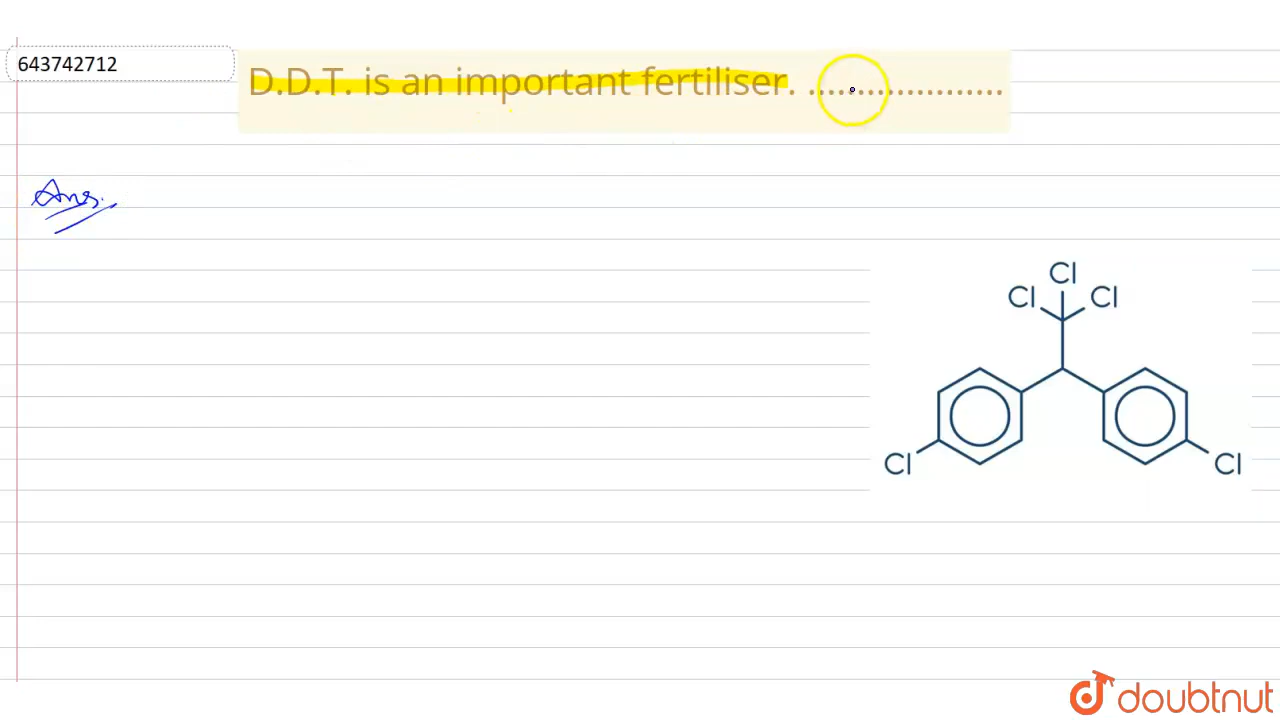 643742712
D.D.T. is an important fertiliser. .....................
Ans.
Cl
Cl Cl
Cl Cl
doubtnut